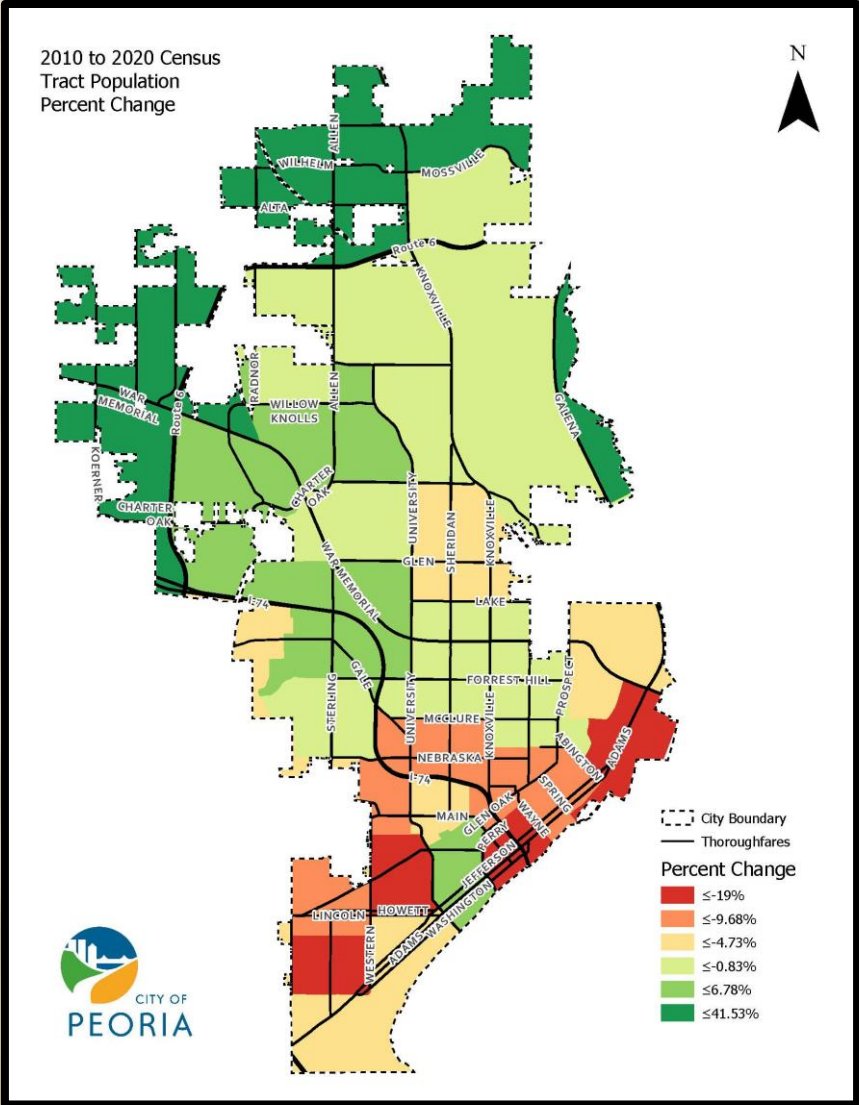 2010 to 2020 Census
Tract Population
Percent Change
N
ALLEN
WILHELM
MOSSVILLE
ALTA
Route 6
KNOXVILLE
RADNOR
ALLEN
WAR
MEMORIAL
Route 6
WILLOW
KNOLLS
GALENA
KOERNER
CHARTER
OAK
CHARTER
OAK
UNIVERSITY
SHERIDAN
KNOXVILLE
GLEN
WAR MEMORIAL
I-74
LAKE
GALE
STERLING
UNIVERSITY
FORREST HILL
PROSPECT
MCCLURE
KNOXVILLE
NEBRASKA
ABINGTON
ADAMS
I-74
SPRING
MAIN
GLEN OAK
WAYNE
PERRY
JEFFERSON
WASHINGTON
HOWETT
LINCOLN
WESTERN
ADAMS
City Boundary
Thoroughfares
Percent Change
≤-19%
≤-9.68%
≤-4.73%
≤-0.83%
≤6.78%
≤41.53%
CITY OF
PEORIA